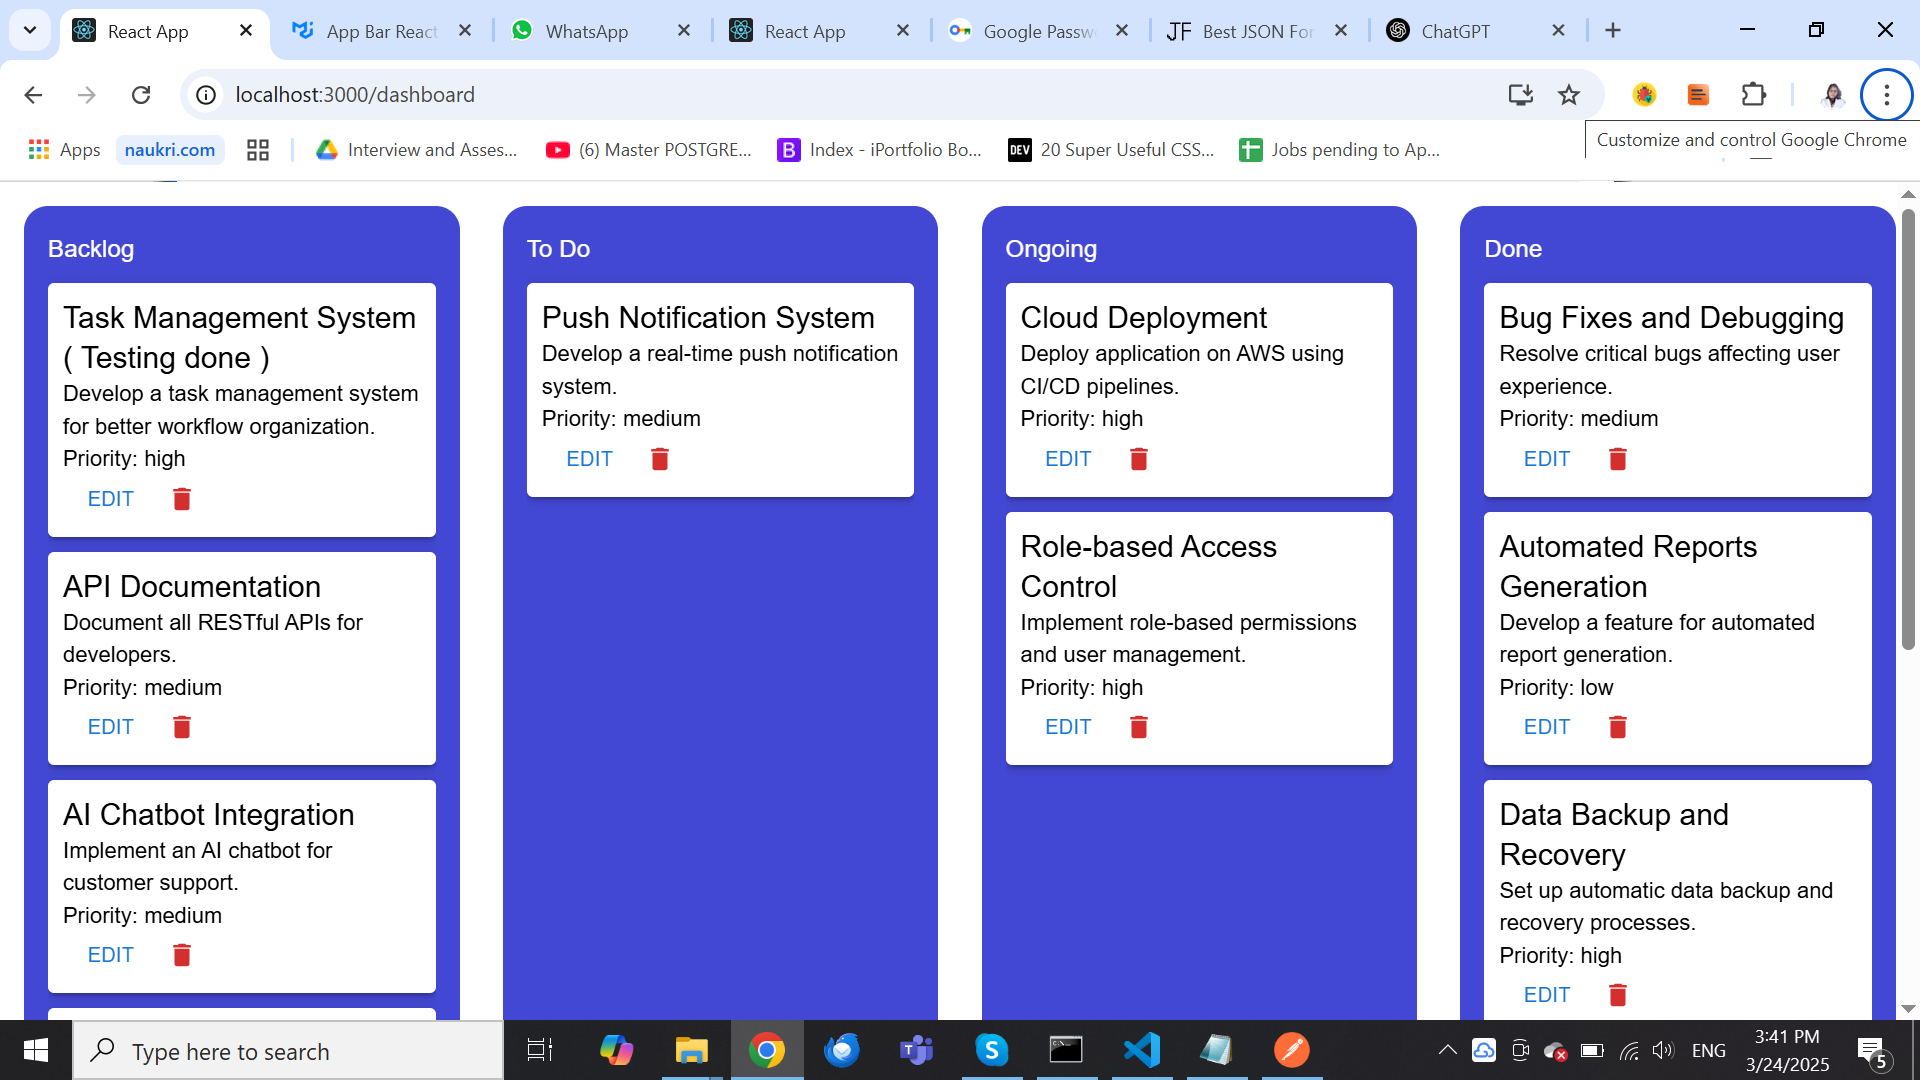 React App
App Bar React
WhatsApp
React App
Google Passw
Best JSON For
ChatGPT
localhost:3000/dashboard
Apps
naukri.com
Interview and Asses...
(6) Master POSTGRE...
Index - iPortfolio Bo...
DEV
20 Super Useful CSS...
Jobs pending to Ap...
Customize and control Google Chrome
Backlog
Task Management System
( Testing done )
Develop a task management system
for better workflow organization.
Priority: high
EDIT
API Documentation
Document all RESTful APIs for
developers.
Priority: medium
EDIT
AI Chatbot Integration
Implement an AI chatbot for
customer support.
Priority: medium
EDIT
To Do
Push Notification System
Develop a real-time push notification
system.
Priority: medium
EDIT
Ongoing
Cloud Deployment
Deploy application on AWS using
CI/CD pipelines.
Priority: high
EDIT
Role-based Access
Control
Implement role-based permissions
and user management.
Priority: high
EDIT
Done
Bug Fixes and Debugging
Resolve critical bugs affecting user
experience.
Priority: medium
EDIT
Automated Reports
Generation
Develop a feature for automated
report generation.
Priority: low
EDIT
Data Backup and
Recovery
Set up automatic data backup and
recovery processes.
Priority: high
EDIT
Type here to search
ENG
3:41 PM
3/24/2025
5